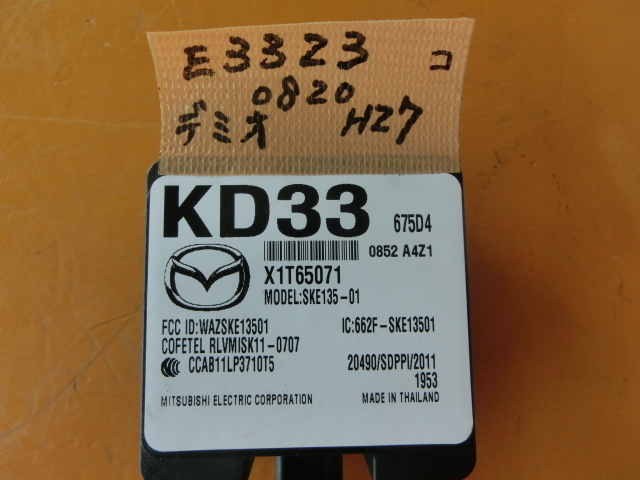 E3323 コ
0820
デミオ H27
KD33 675D4
0852 A4Z1
X1T65071
MODEL:SKE135-01
FCC ID:WAZSKE13501 IC:662F-SKE13501
COFETEL RLVMISK11-0707
CCAB11LP3710T5 20490/SDPPI/2011
1953
MITSUBISHI ELECTRIC CORPORATION MADE IN THAILAND